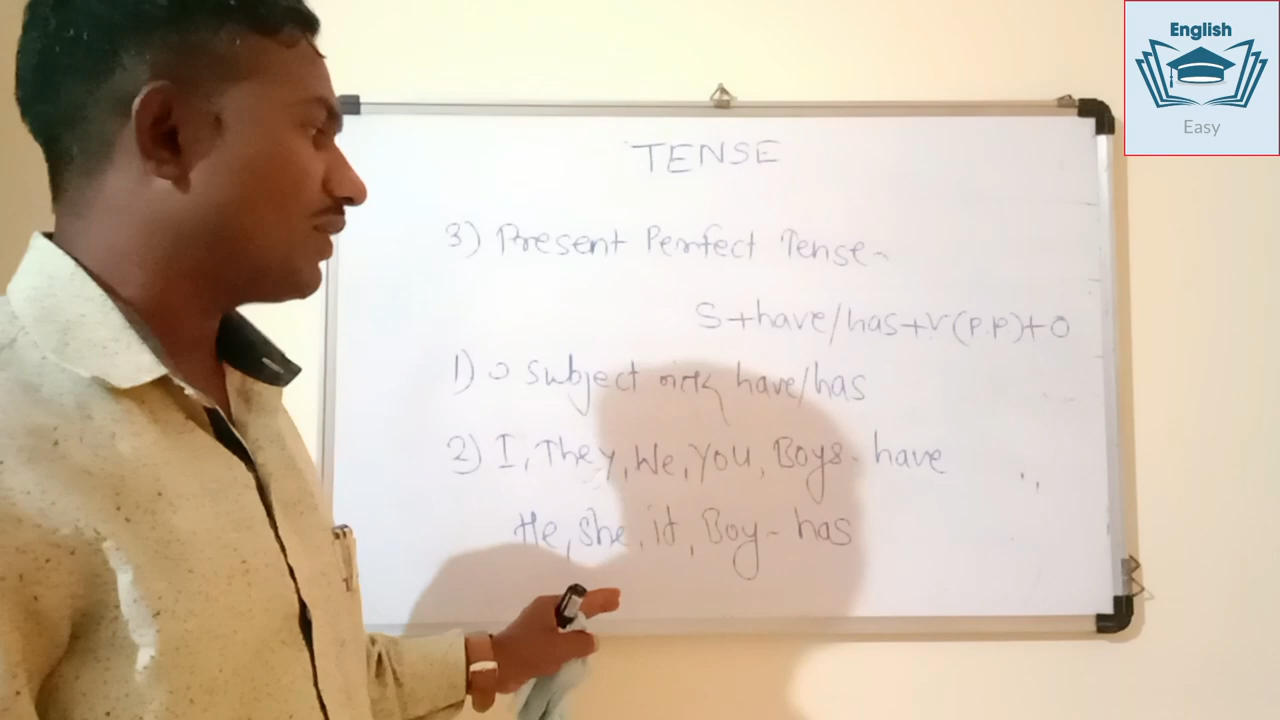 English
Easy
TENSE
3) Present Perfect Tense-
S+have/has+V(P.P)+O
1) subject have/has
2) I, They, We, You, Boys - have
He, She, it, Boy - has